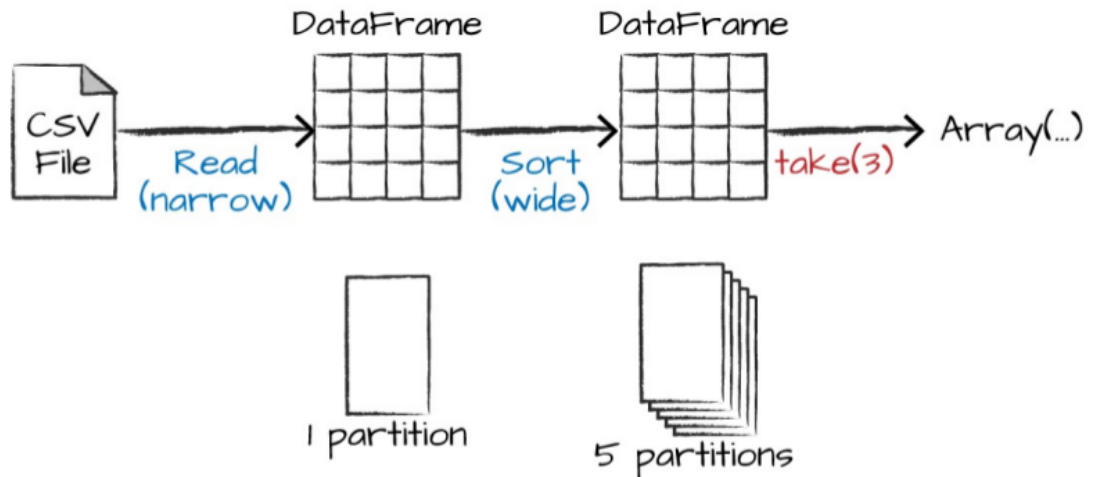 DataFrame
DataFrame
CSV
File
Read
(narrow)
Sort
(wide)
take(3)
Array(...)
1 partition
5 partitions